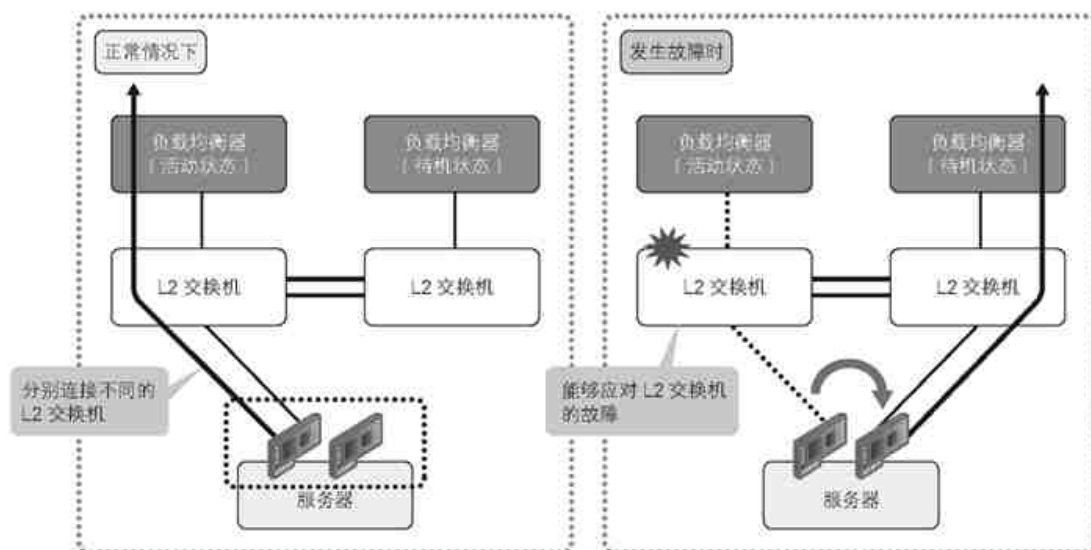 正常情况下
负载均衡器
（活动状态）
负载均衡器
（待机状态）
L2 交换机
L2 交换机
分别连接不同的
L2 交换机
服务器
发生故障时
负载均衡器
（活动状态）
负载均衡器
（待机状态）
L2 交换机
L2 交换机
能够应对 L2 交换机
的故障
服务器